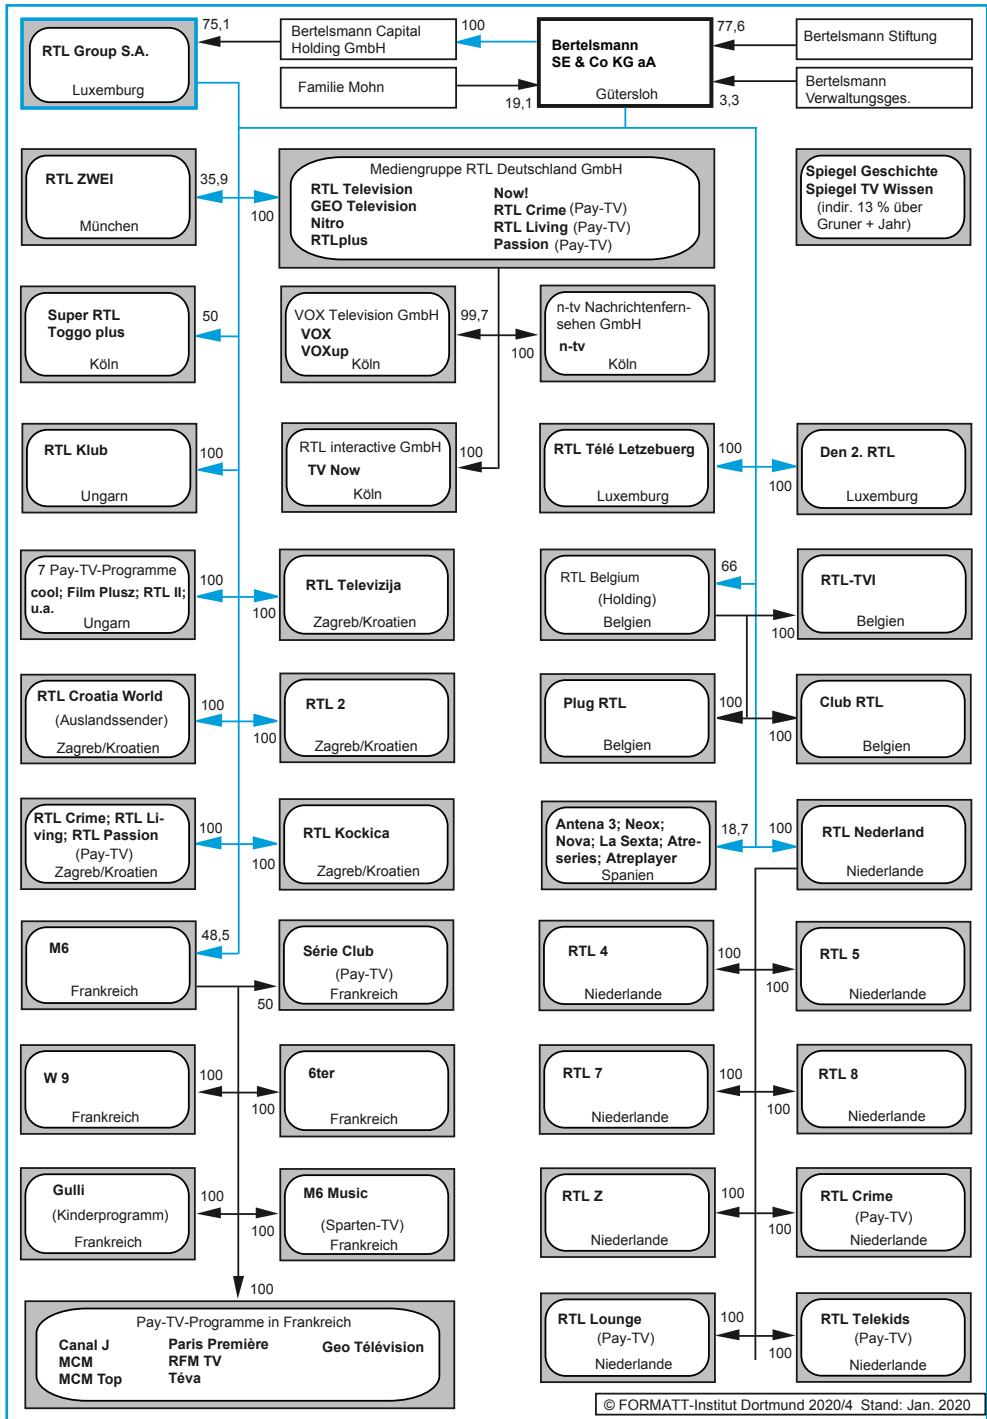 75,1
RTL Group S.A.
Luxemburg
Bertelsmann Capital
Holding GmbH
100
Familie Mohn
19,1
Bertelsmann
SE & Co KG aA
Gütersloh
77,6
Bertelsmann Stiftung
3,3
Bertelsmann
Verwaltungsges.
RTL ZWEI
München
35,9
100
Mediengruppe RTL Deutschland GmbH
RTL Television
GEO Television
Nitro
RTLplus
Now!
RTL Crime (Pay-TV)
RTL Living (Pay-TV)
Passion (Pay-TV)
Spiegel Geschichte
Spiegel TV Wissen
(indir. 13 % über
Gruner + Jahr)
Super RTL
Toggo plus
Köln
50
VOX Television GmbH
VOX
VOXup
Köln
99,7
100
n-tv Nachrichtenfern-
sehen GmbH
n-tv
Köln
RTL Klub
Ungarn
100
RTL interactive GmbH
TV Now
Köln
100
RTL Télé Letzebuerg
Luxemburg
100
100
Den 2. RTL
Luxemburg
7 Pay-TV-Programme
cool; Film Plusz; RTL II;
u.a.
Ungarn
100
100
RTL Televizija
Zagreb/Kroatien
RTL Belgium
(Holding)
Belgien
66
100
RTL-TVI
Belgien
RTL Croatia World
(Auslandssender)
Zagreb/Kroatien
100
100
RTL 2
Zagreb/Kroatien
Plug RTL
Belgien
100
100
Club RTL
Belgien
RTL Crime; RTL Li-
ving; RTL Passion
(Pay-TV)
Zagreb/Kroatien
100
100
RTL Kockica
Zagreb/Kroatien
Antena 3; Neox;
Nova; La Sexta; Atre-
series; Atreplayer
Spanien
18,7
100
RTL Nederland
Niederlande
M6
Frankreich
48,5
50
Série Club
(Pay-TV)
Frankreich
RTL 4
Niederlande
100
100
RTL 5
Niederlande
W 9
Frankreich
100
100
6ter
Frankreich
RTL 7
Niederlande
100
100
RTL 8
Niederlande
Gulli
(Kinderprogramm)
Frankreich
100
100
M6 Music
(Sparten-TV)
Frankreich
RTL Z
Niederlande
100
100
RTL Crime
(Pay-TV)
Niederlande
100
Pay-TV-Programme in Frankreich
Canal J
MCM
MCM Top
Paris Première
RFM TV
Téva
Geo Télévision
RTL Lounge
(Pay-TV)
Niederlande
100
100
RTL Telekids
(Pay-TV)
Niederlande
© FORMATT-Institut Dortmund 2020/4 Stand: Jan. 2020